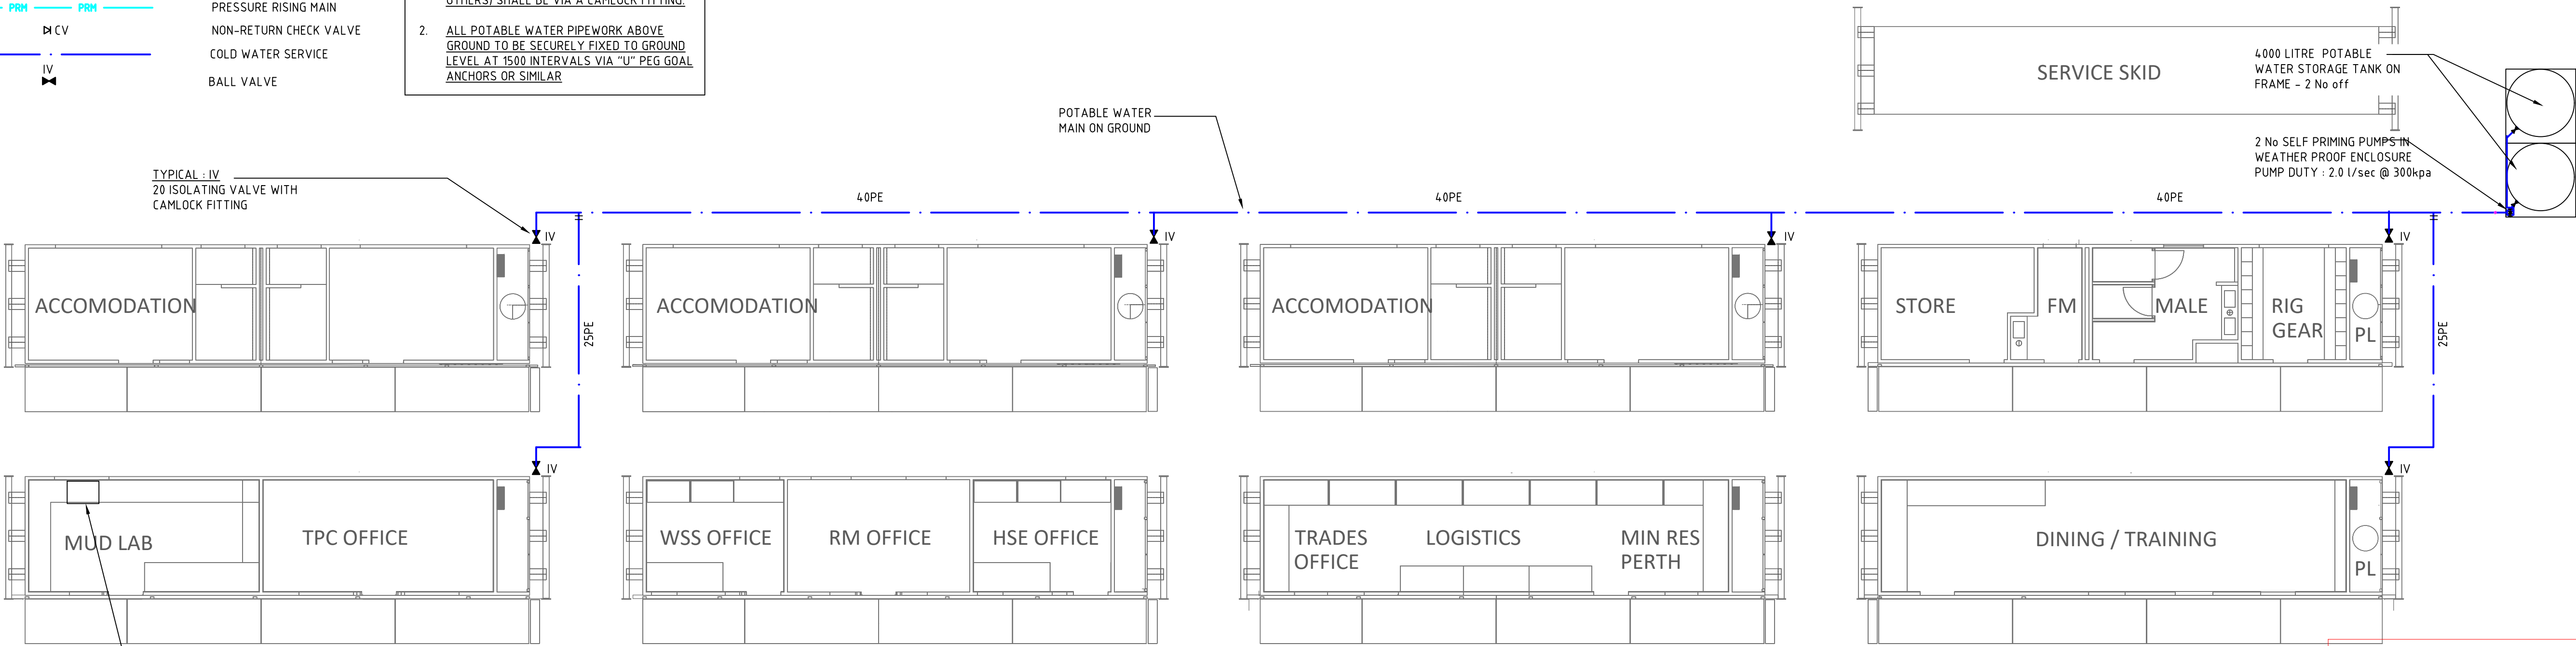 PRM PRM PRESSURE RISING MAIN
CV NON-RETURN CHECK VALVE
COLD WATER SERVICE
IV
BALL VALVE
OTHERS) SHALL BE VIA A CAMLOCK FITTING.
2. ALL POTABLE WATER PIPEWORK ABOVE
GROUND TO BE SECURELY FIXED TO GROUND
LEVEL AT 1500 INTERVALS VIA "U" PEG GOAL
ANCHORS OR SIMILAR
SERVICE SKID
4000 LITRE POTABLE
WATER STORAGE TANK ON
FRAME - 2 No off
POTABLE WATER
MAIN ON GROUND
2 No SELF PRIMING PUMPS IN
WEATHER PROOF ENCLOSURE
PUMP DUTY : 2.0 l/sec @ 300kpa
TYPICAL : IV
20 ISOLATING VALVE WITH
CAMLOCK FITTING
40PE
40PE
40PE
IV
IV
IV
IV
ACCOMODATION
25PE
ACCOMODATION
ACCOMODATION
STORE
FM
MALE
RIG
GEAR
PL
25PE
IV
IV
MUD LAB
TPC OFFICE
WSS OFFICE
RM OFFICE
HSE OFFICE
TRADES
OFFICE
LOGISTICS
MIN RES
PERTH
DINING / TRAINING
PL